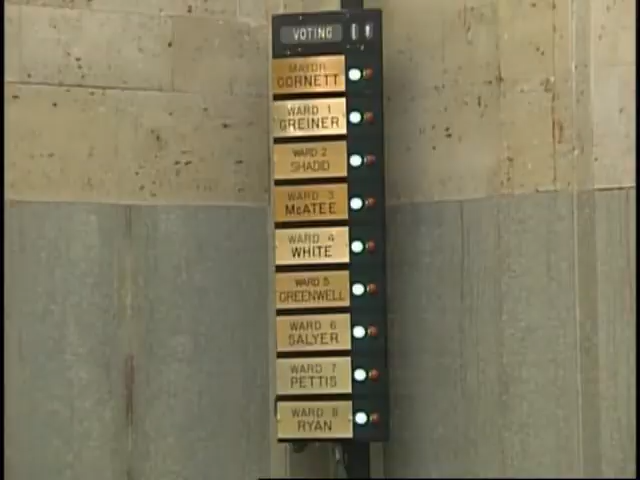 VOTING
MAYOR
CORNETT
WARD 1
GREINER
WARD 2
SHADID
WARD 3
McATEE
WARD 4
WHITE
WARD 5
GREENWELL
WARD 6
SALYER
WARD 7
PETTIS
WARD 8
RYAN